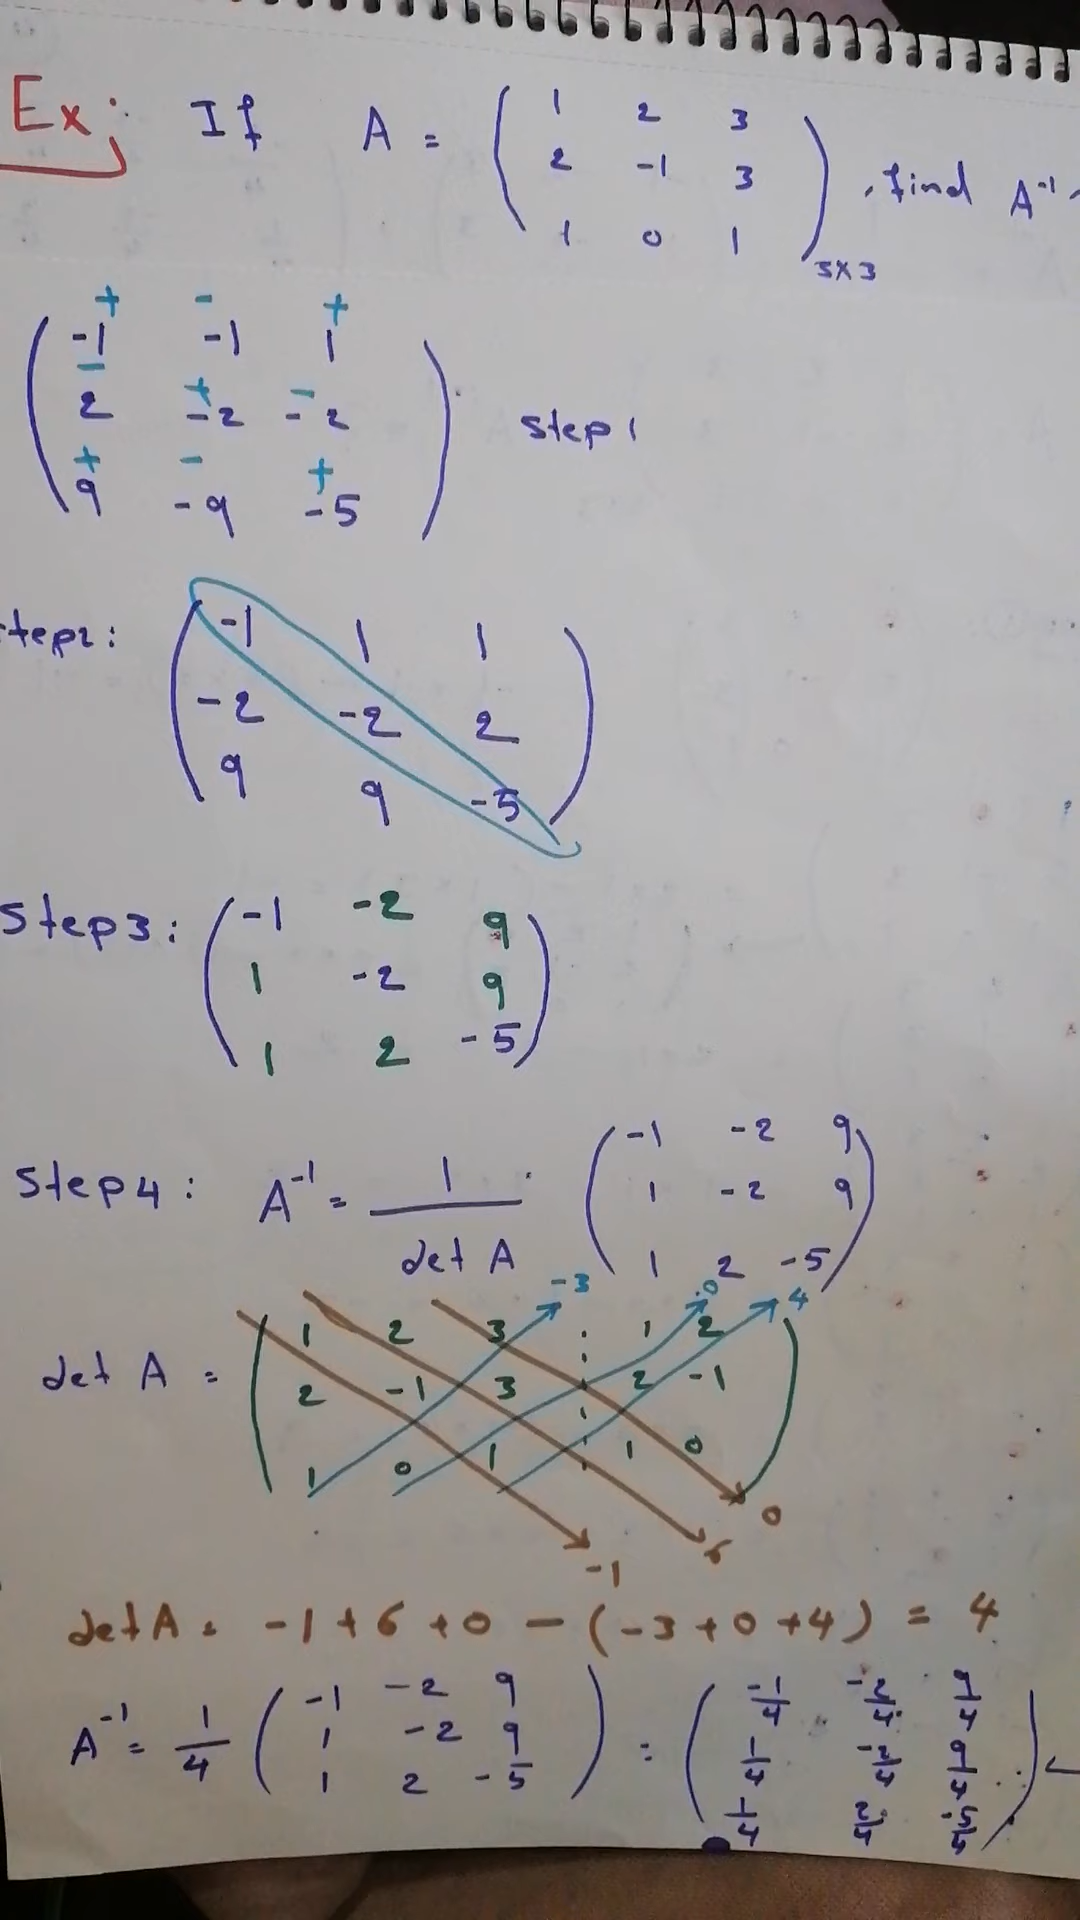 Ex: If A = ( 1 2 3
2 -1 3
1 0 1 )3x3 , find A⁻¹.
+ - +
( -1 -1 1
- + -
2 -2 -2
+ - +
9 -9 -5 ) step 1
step2: ( -1 1 1
-2 -2 2
9 9 -5 )
Step3: ( -1 -2 9
1 -2 9
1 2 -5 )
Step4: A⁻¹ = 1/det A ( -1 -2 9
1 -2 9
1 2 -5 )
-3 0 4
det A = ( 1 2 3 ⋮ 1 2
2 -1 3 ⋮ 2 -1
1 0 1 ⋮ 1 0 )
-1 6 0
det A = -1 + 6 + 0 - (-3 + 0 + 4) = 4
A⁻¹ = 1/4 ( -1 -2 9
1 -2 9
1 2 -5 ) = ( -1/4 -2/4 9/4
1/4 -2/4 9/4
1/4 2/4 -5/4 )